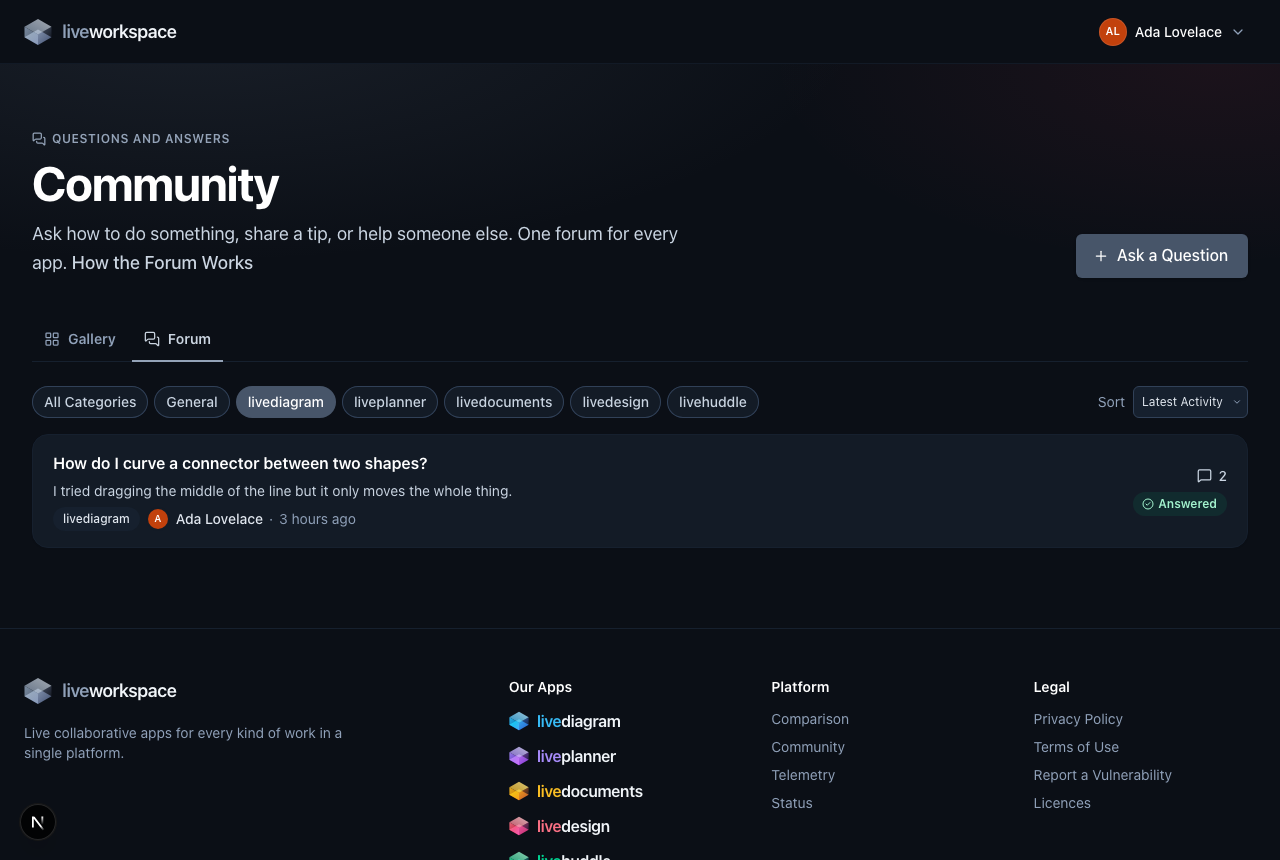 liveworkspace
AL Ada Lovelace
QUESTIONS AND ANSWERS
Community
Ask how to do something, share a tip, or help someone else. One forum for every
app. How the Forum Works
+ Ask a Question
Gallery Forum
All Categories General livediagram liveplanner livedocuments livedesign livehuddle Sort Latest Activity
How do I curve a connector between two shapes?
I tried dragging the middle of the line but it only moves the whole thing.
2
Answered
livediagram A Ada Lovelace · 3 hours ago
liveworkspace
Live collaborative apps for every kind of work in a
single platform.
N
Our Apps
livediagram
liveplanner
livedocuments
livedesign
livehuddle
Platform
Comparison
Community
Telemetry
Status
Legal
Privacy Policy
Terms of Use
Report a Vulnerability
Licences